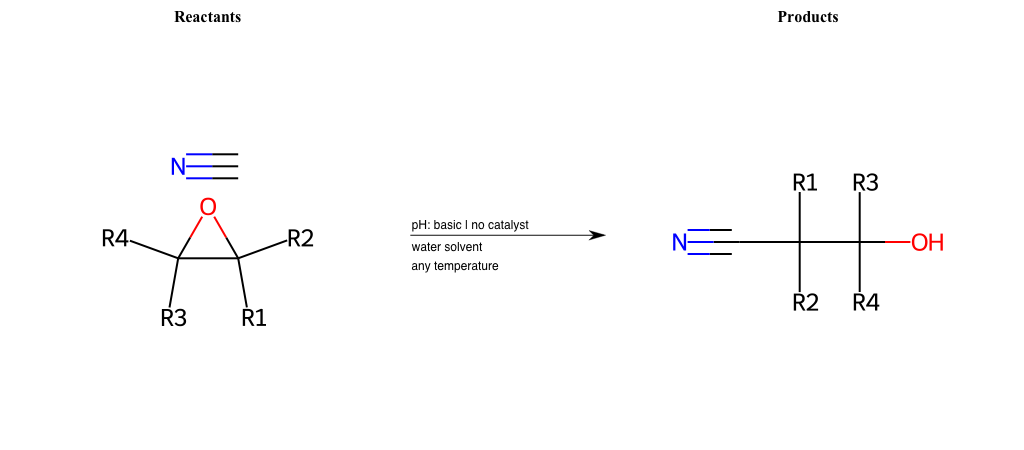 Reactants
Products
N
O
R4
R2
R3
R1
pH: basic | no catalyst
water solvent
any temperature
R1
R3
N
OH
R2
R4